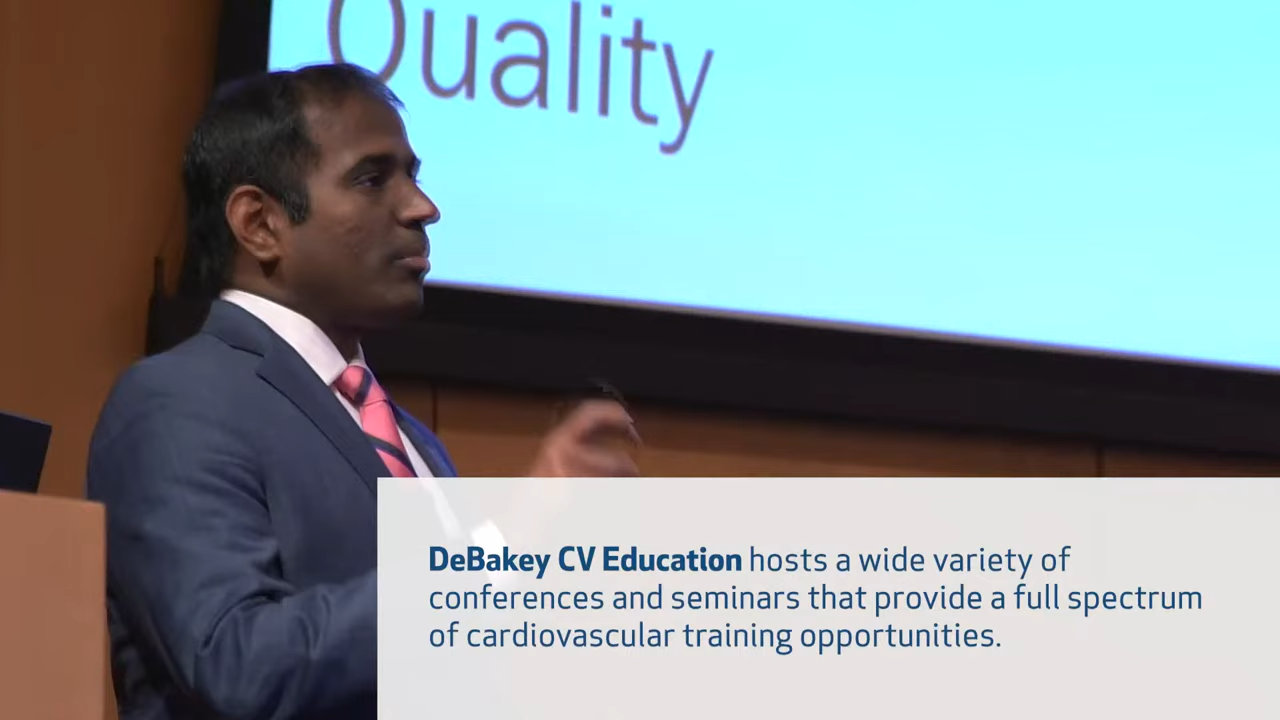 Quality
DeBakey CV Education hosts a wide variety of
conferences and seminars that provide a full spectrum
of cardiovascular training opportunities.